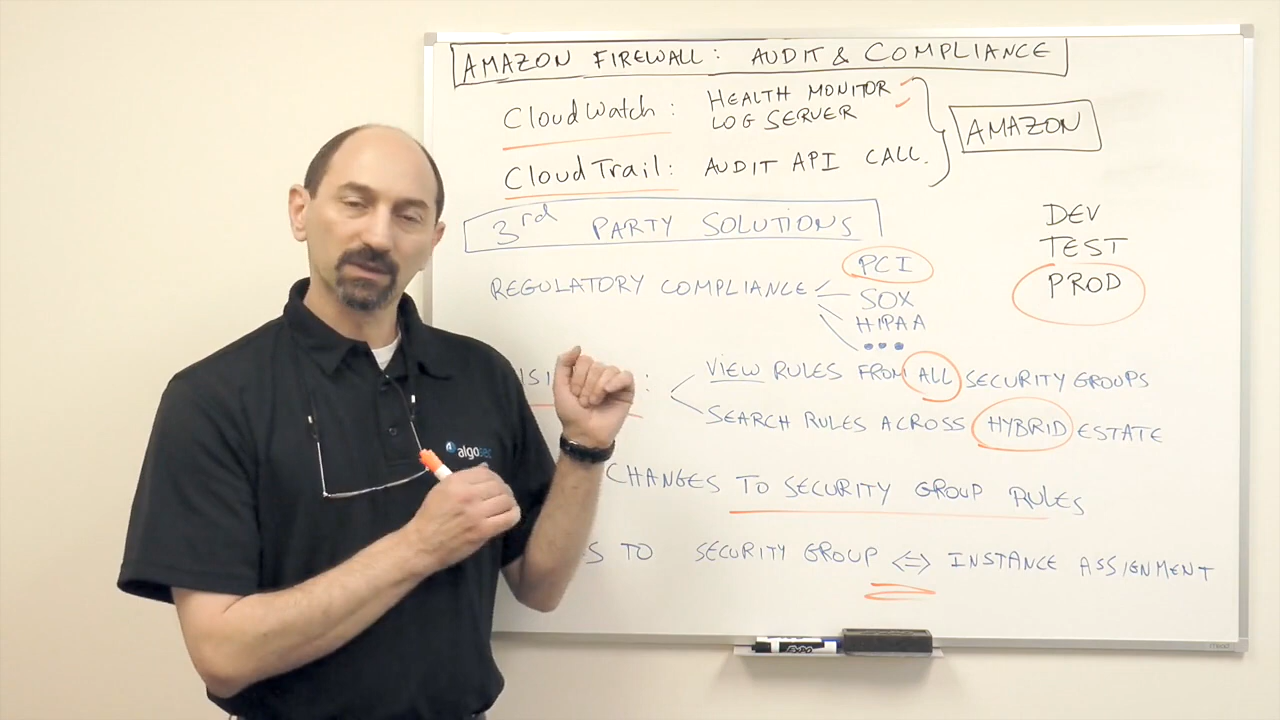 AMAZON FIREWALL: AUDIT & COMPLIANCE
CloudWatch: HEALTH MONITOR
LOG SERVER
CloudTrail: AUDIT API CALL.
AMAZON
3rd PARTY SOLUTIONS
DEV
TEST
PROD
REGULATORY COMPLIANCE
PCI
SOX
HIPAA
...
VIEW RULES FROM ALL SECURITY GROUPS
SEARCH RULES ACROSS HYBRID ESTATE
CHANGES TO SECURITY GROUP RULES
TO SECURITY GROUP <=> INSTANCE ASSIGNMENT
algosec
EXPO